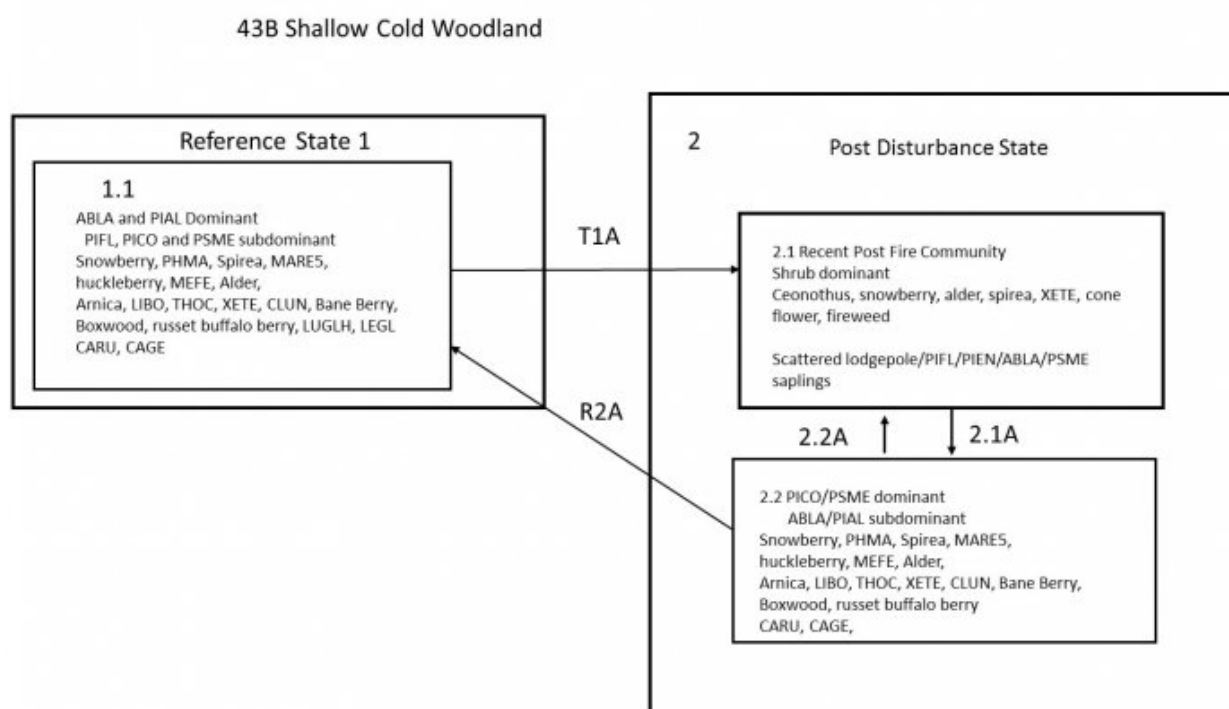 43B Shallow Cold Woodland
Reference State 1
1.1
ABLA and PIAL Dominant
PIFL, PICO and PSME subdominant
Snowberry, PHMA, Spirea, MARE5,
huckleberry, MEFE, Alder,
Arnica, LIBO, THOC, XETE, CLUN, Bane Berry,
Boxwood, russet buffalo berry, LUGLH, LEGL
CARU, CAGE
T1A
R2A
2
Post Disturbance State
2.1 Recent Post Fire Community
Shrub dominant
Ceonothus, snowberry, alder, spirea, XETE, cone
flower, fireweed
Scattered lodgepole/PIFL/PIEN/ABLA/PSME
saplings
2.2A
2.1A
2.2 PICO/PSME dominant
ABLA/PIAL subdominant
Snowberry, PHMA, Spirea, MARE5,
huckleberry, MEFE, Alder,
Arnica, LIBO, THOC, XETE, CLUN, Bane Berry,
Boxwood, russet buffalo berry
CARU, CAGE,